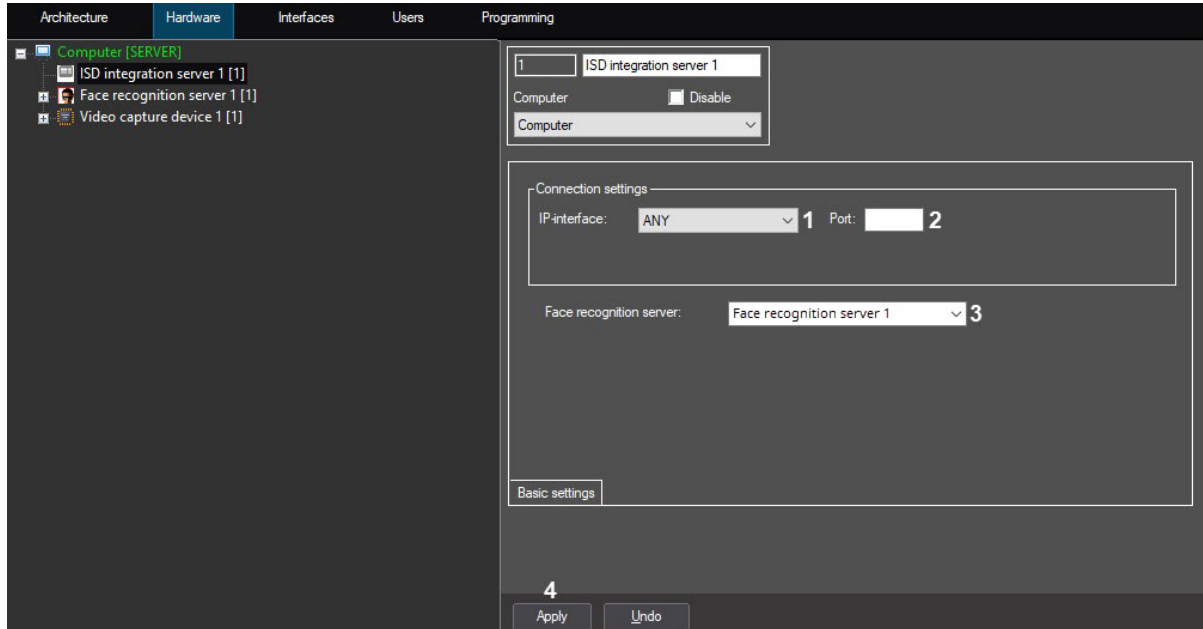 Architecture Hardware Interfaces Users Programming
Computer [SERVER]
ISD integration server 1 [1]
Face recognition server 1 [1]
Video capture device 1 [1]
1 ISD integration server 1
Computer Disable
Computer
Connection settings
IP-interface: ANY 1 Port: 2
Face recognition server: Face recognition server 1 3
Basic settings
4
Apply Undo